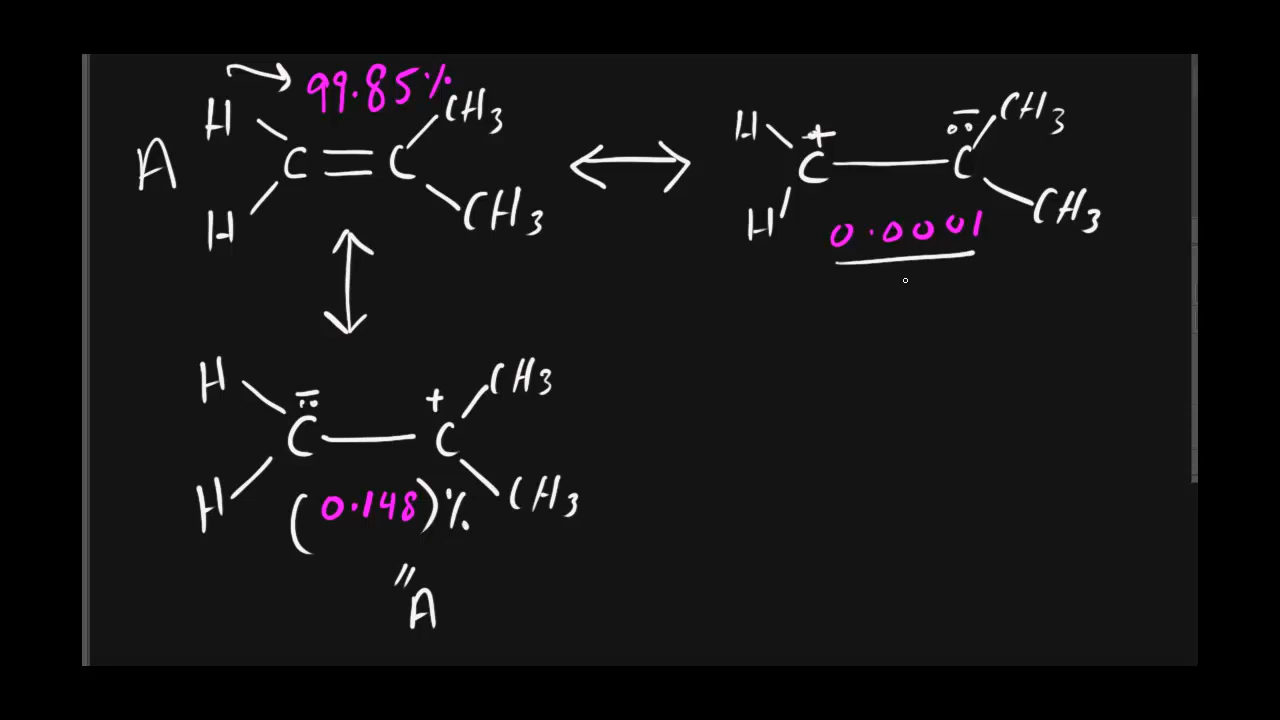 99.85%
H CH3
A C = C
H CH3
H + .. CH3
C — C
H CH3
0.0001
H .. + CH3
C — C
H CH3
(0.148)%
"A